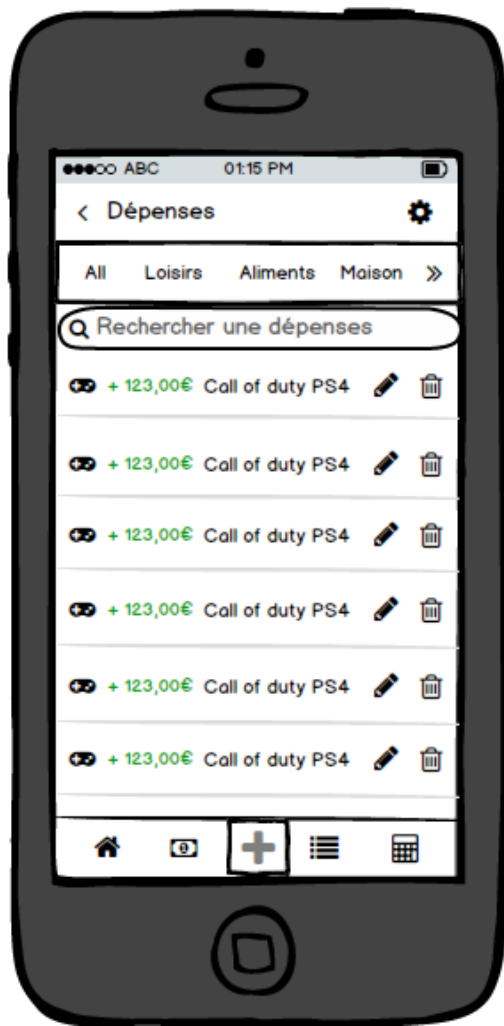 ABC 01:15 PM
< Dépenses
All Loisirs Aliments Maison »
Rechercher une dépenses
+ 123,00€ Call of duty PS4
+ 123,00€ Call of duty PS4
+ 123,00€ Call of duty PS4
+ 123,00€ Call of duty PS4
+ 123,00€ Call of duty PS4
+ 123,00€ Call of duty PS4